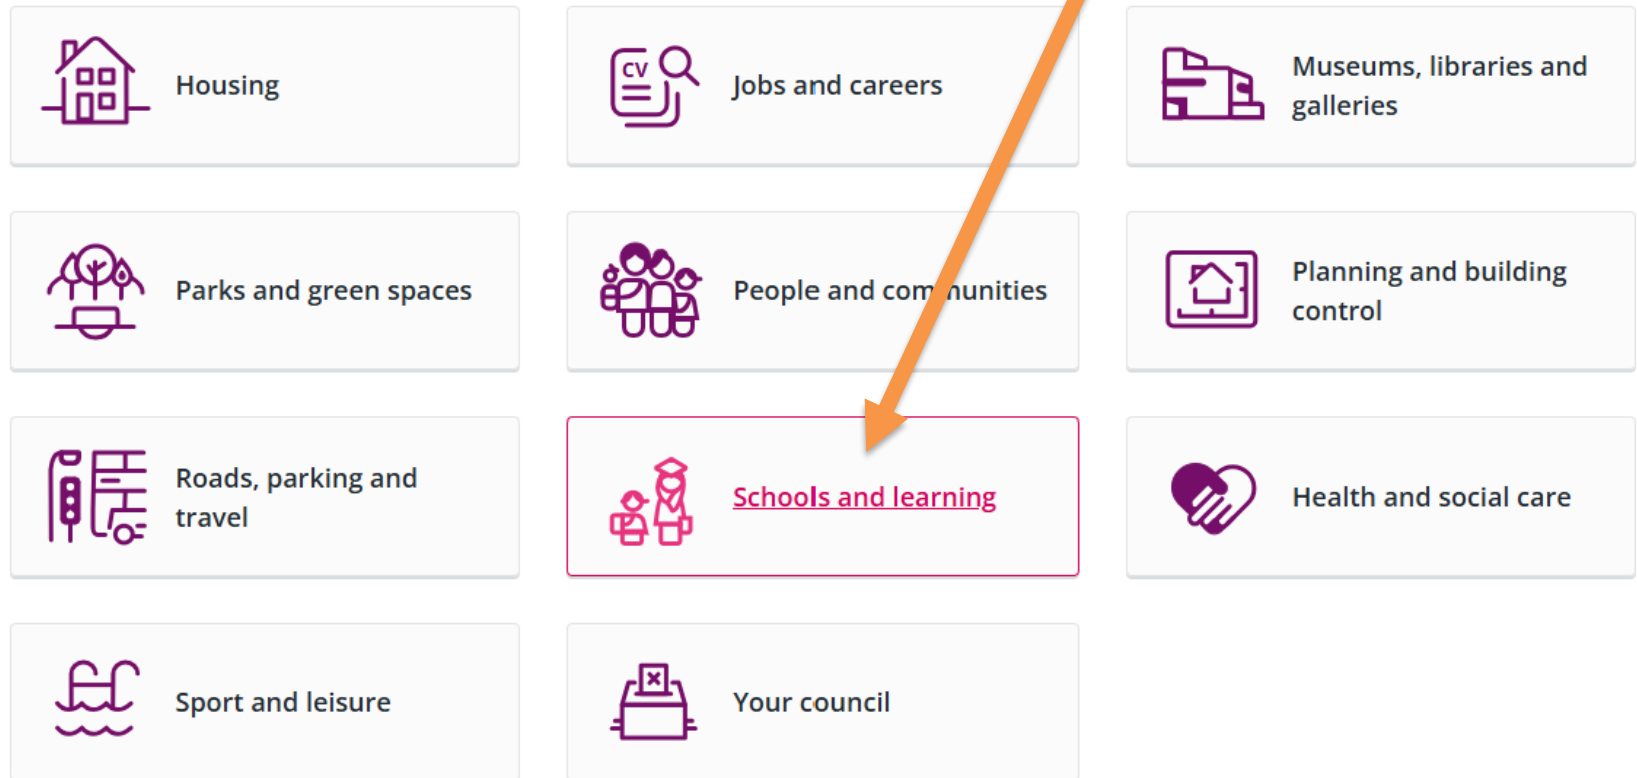 Housing
CV
Jobs and careers
Museums, libraries and
galleries
Parks and green spaces
People and communities
Planning and building
control
Roads, parking and
travel
Schools and learning
Health and social care
Sport and leisure
Your council